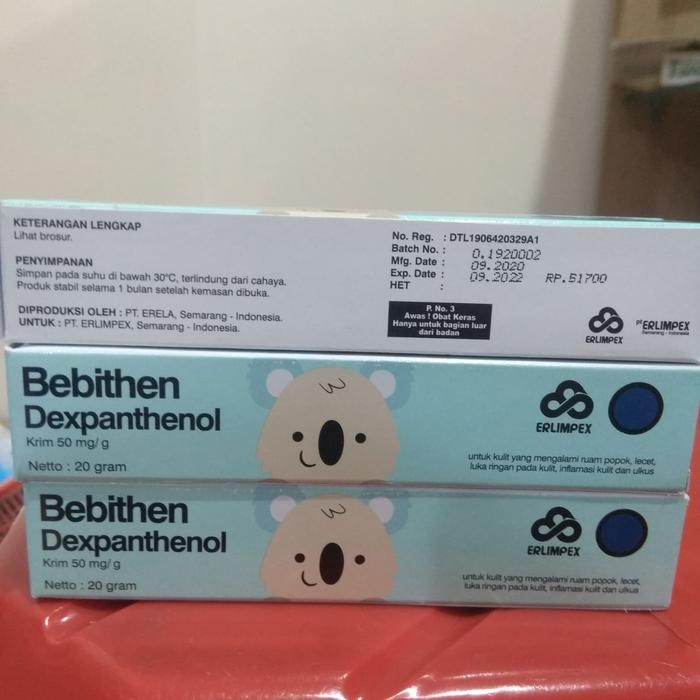 KETERANGAN LENGKAP
Lihat brosur.
PENYIMPANAN
Simpan pada suhu di bawah 30°C, terlindung dari cahaya.
Produk stabil selama 1 bulan setelah kemasan dibuka.
DIPRODUKSI OLEH : PT. ERELA, Semarang - Indonesia.
UNTUK : PT. ERLIMPEX, Semarang - Indonesia.
No. Reg. : DTL1906420329A1
Batch No. : 0.1920002
Mfg. Date : 09.2020
Exp. Date : 09.2022
HET : RP.51700
P. No. 3
Awas ! Obat Keras
Hanya untuk bagian luar
dari badan
ERLIMPEX
PT ERLIMPEX
Semarang - Indonesia
Bebithen
Dexpanthenol
Krim 50 mg/g
Netto : 20 gram
ERLIMPEX
untuk kulit yang mengalami ruam popok, lecet,
luka ringan pada kulit, inflamasi kulit dan ulkus
Bebithen
Dexpanthenol
Krim 50 mg/g
Netto : 20 gram
ERLIMPEX
untuk kulit yang mengalami ruam popok, lecet,
luka ringan pada kulit, inflamasi kulit dan ulkus